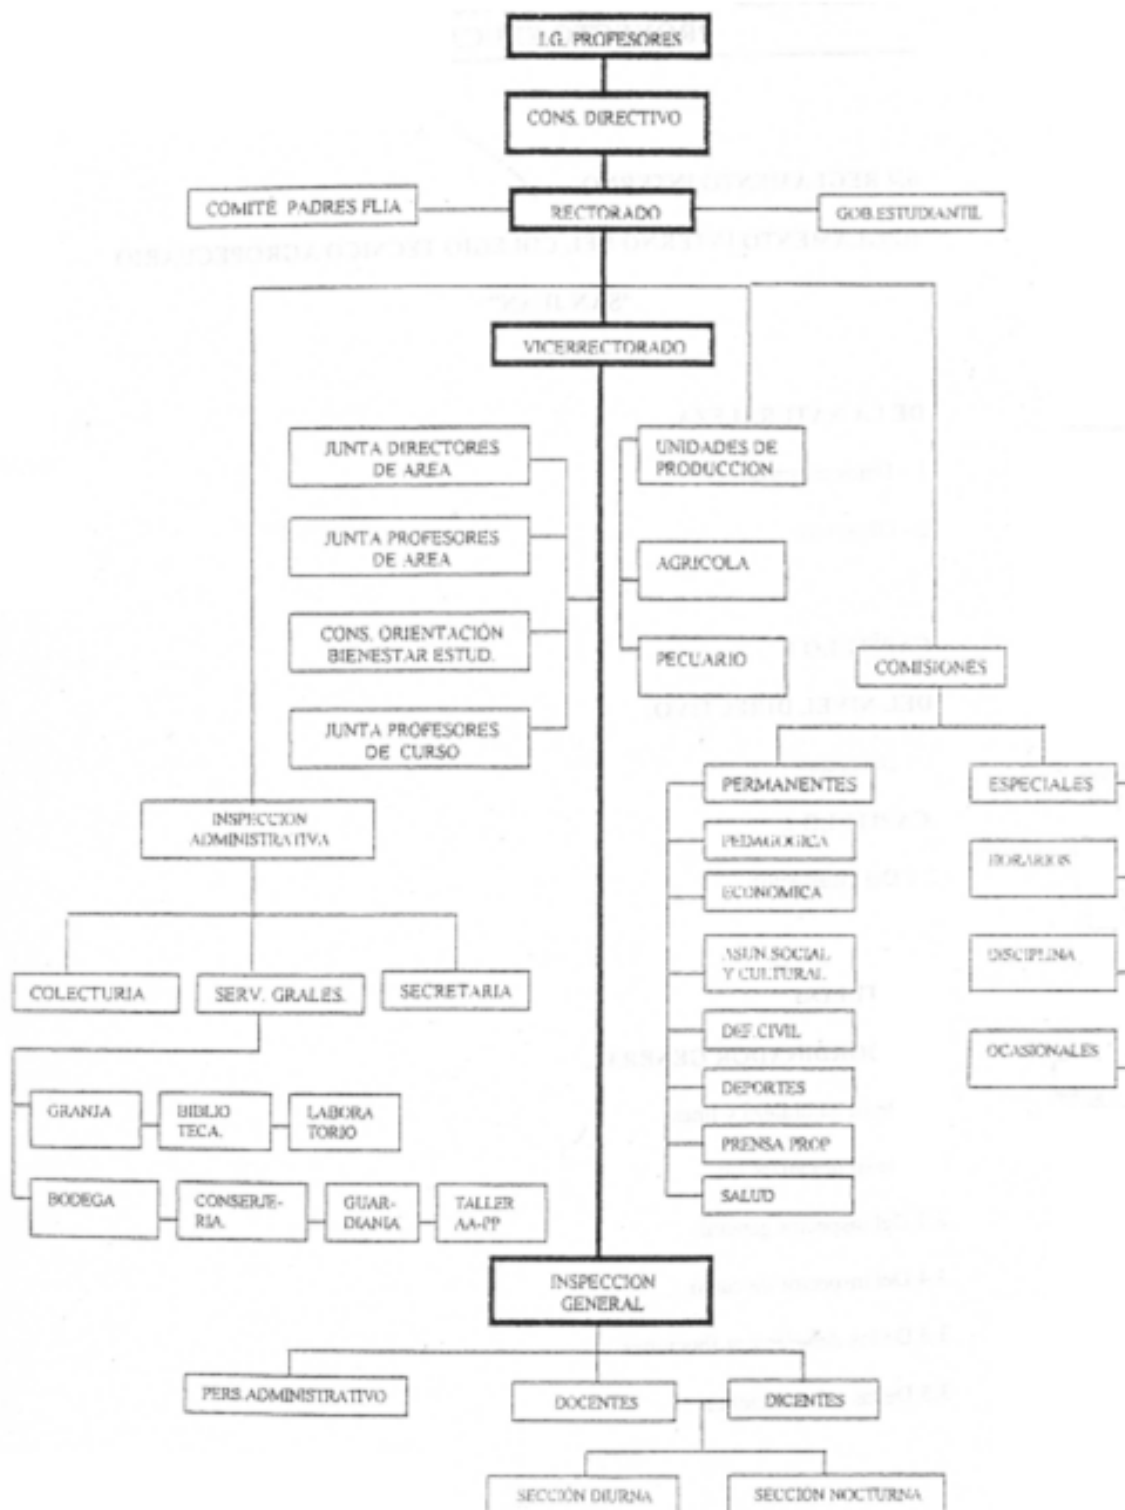 J.G. PROFESORES
CONS. DIRECTIVO
COMITE PADRES FLIA
RECTORADO
GOB.ESTUDIANTIL
VICERRECTORADO
JUNTA DIRECTORES
DE AREA
UNIDADES DE
PRODUCCION
JUNTA PROFESORES
DE AREA
AGRICOLA
CONS. ORIENTACIÓN
BIENESTAR ESTUD.
PECUARIO
COMISIONES
JUNTA PROFESORES
DE CURSO
PERMANENTES
ESPECIALES
INSPECCION
ADMINISTRATIVA
PEDAGOGICA
HORARIOS
ECONOMICA
ASUN.SOCIAL
Y CULTURAL
DISCIPLINA
COLECTURIA
SERV. GRALES.
SECRETARIA
DEF.CIVIL
OCASIONALES
DEPORTES
GRANJA
BIBLIO
TECA.
LABORA
TORIO
PRENSA PROP
SALUD
BODEGA
CONSERJE-
RIA.
GUAR-
DIANIA
TALLER
AA-PP
INSPECCION
GENERAL
PERS.ADMINISTRATIVO
DOCENTES
DICENTES
SECCIÓN DIURNA
SECCIÓN NOCTURNA